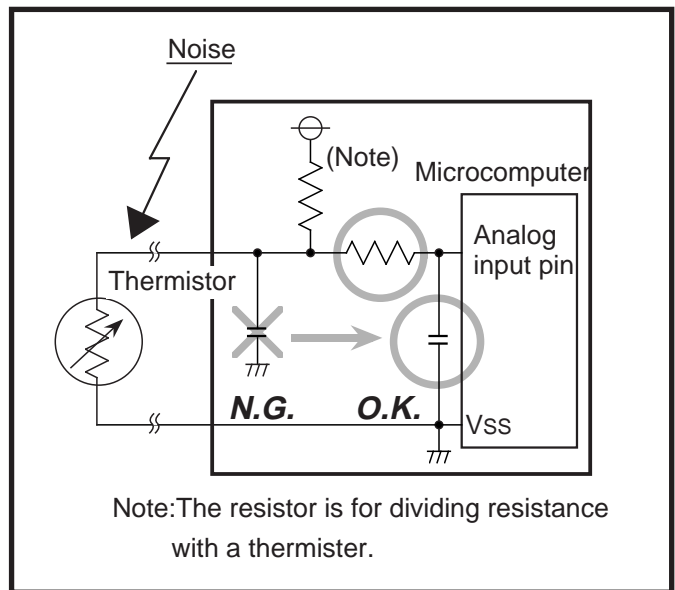 Noise
(Note)
Microcomputer
Analog
input pin
Thermistor
N.G.
O.K.
VSS
Note:The resistor is for dividing resistance
with a thermister.